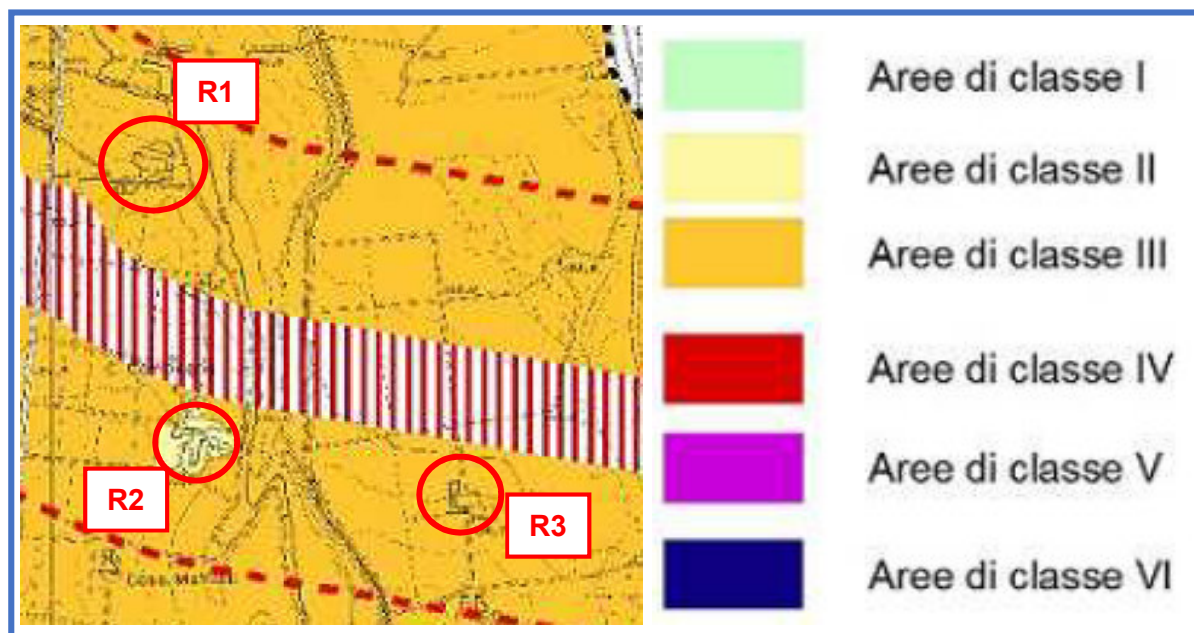 R1
R2
R3
Aree di classe I
Aree di classe II
Aree di classe III
Aree di classe IV
Aree di classe V
Aree di classe VI